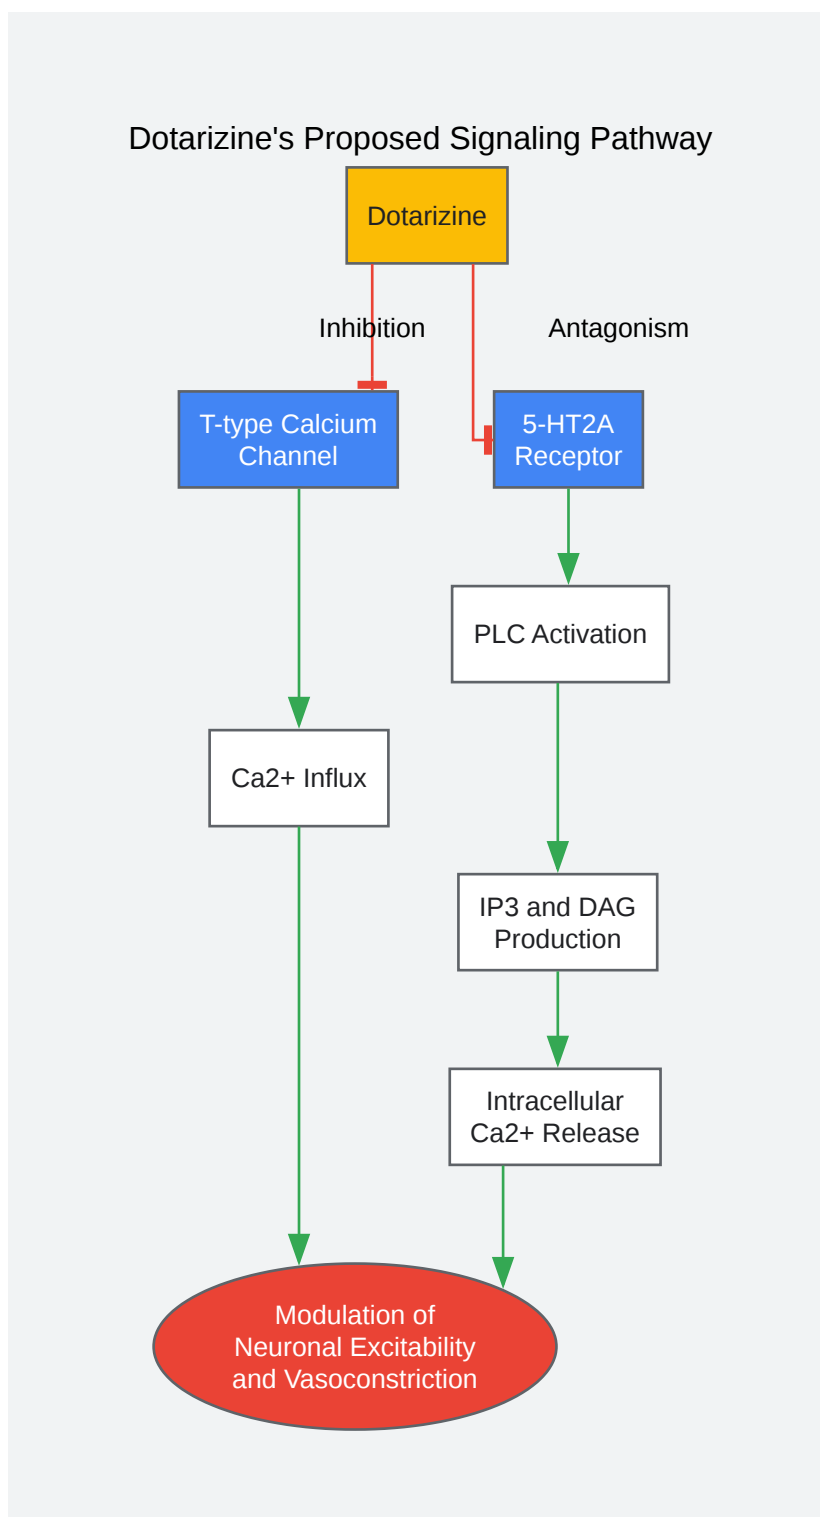 Dotarizine's Proposed Signaling Pathway
Dotarizine
Inhibition
Antagonism
T-type Calcium
Channel
5-HT2A
Receptor
PLC Activation
Ca2+ Influx
IP3 and DAG
Production
Intracellular
Ca2+ Release
Modulation of
Neuronal Excitability
and Vasoconstriction